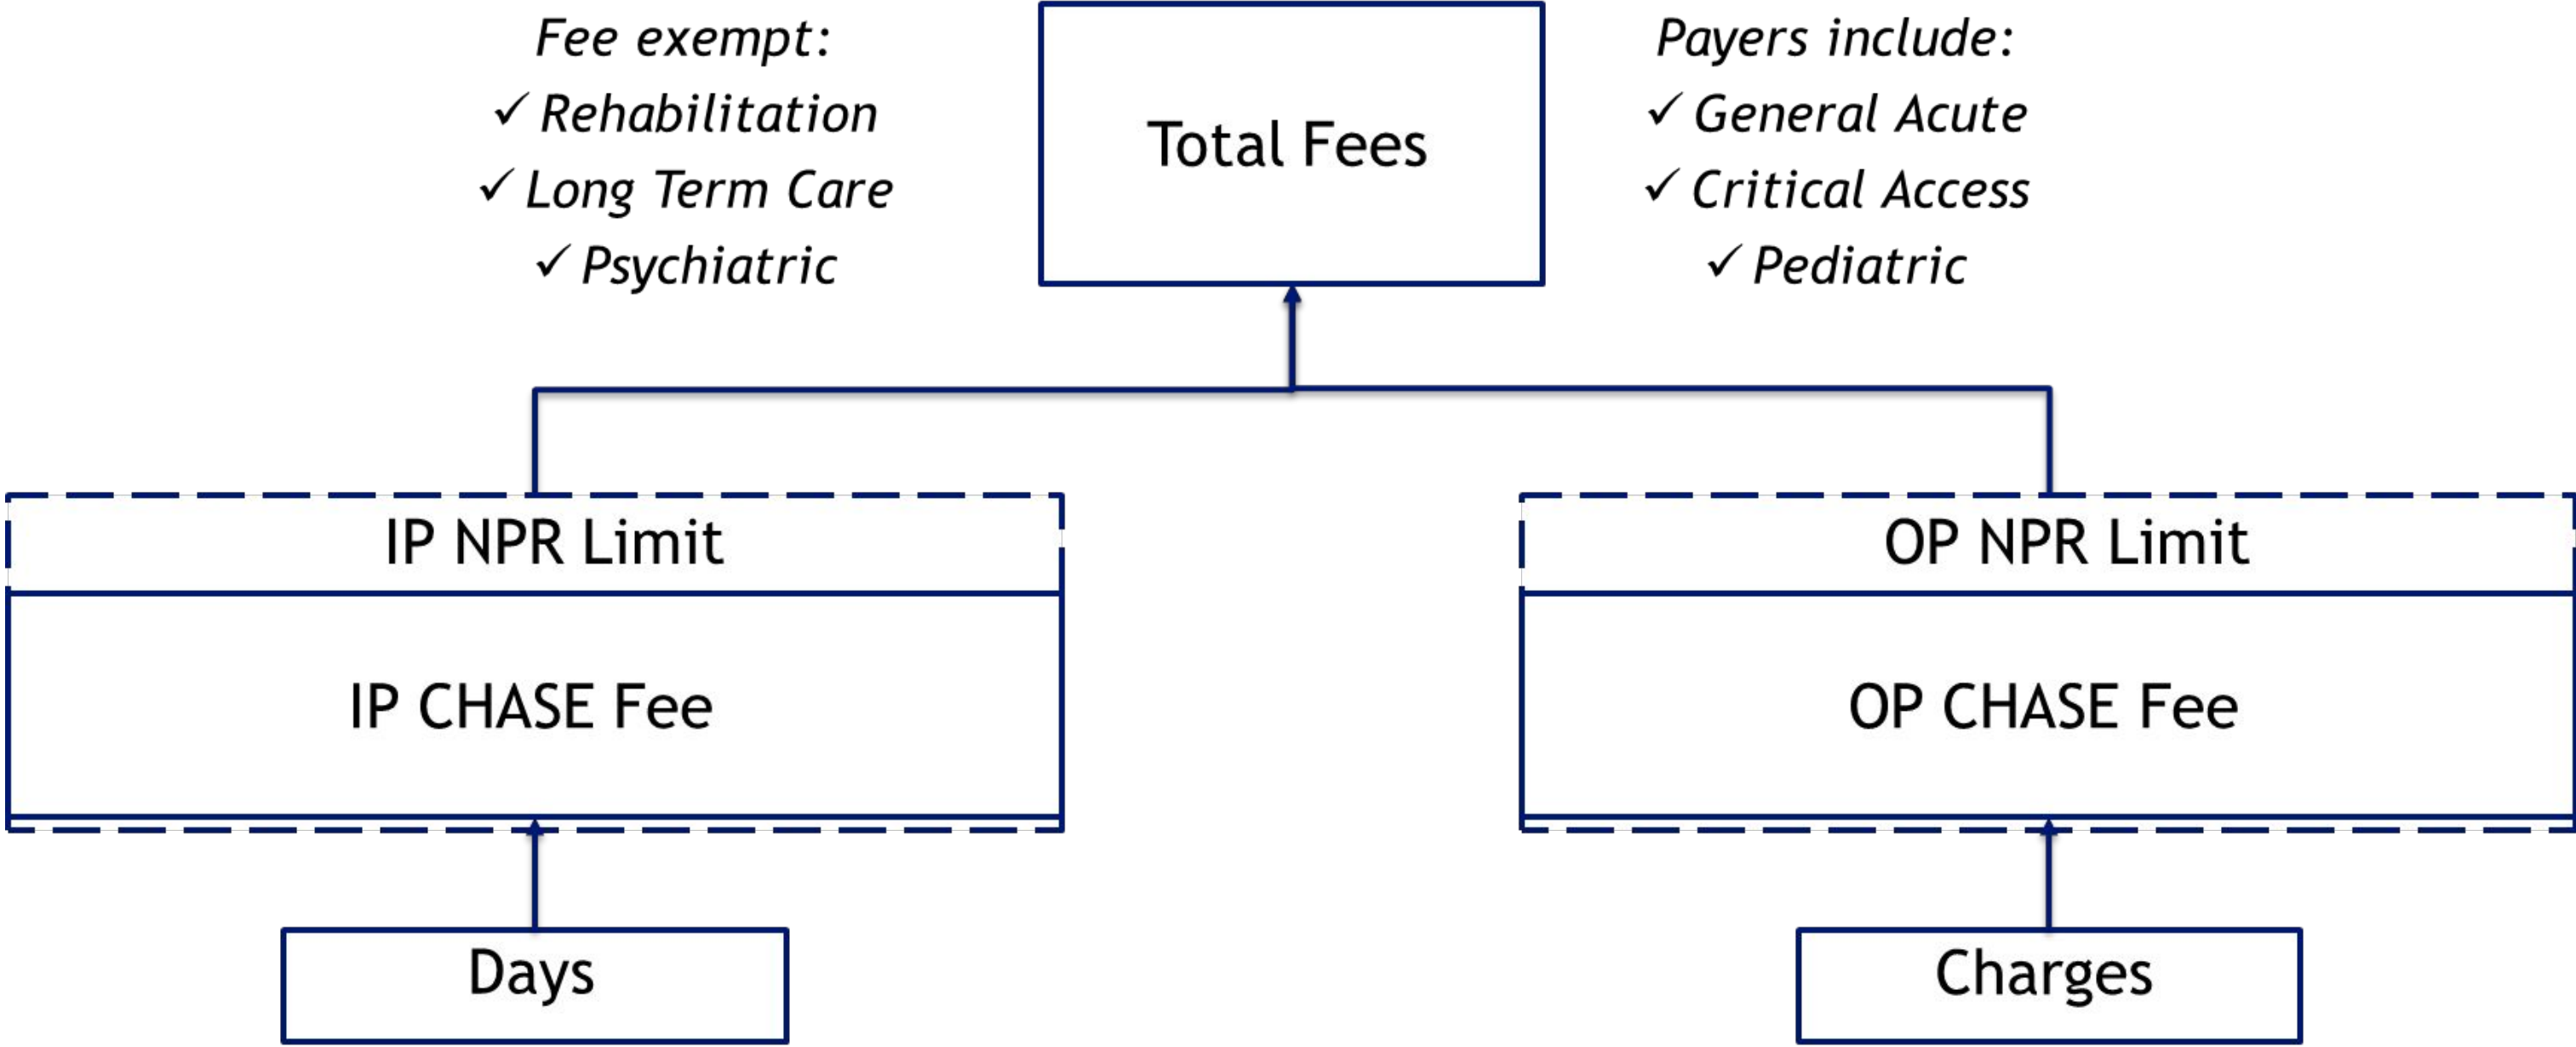 Fee exempt:
✓ Rehabilitation
✓ Long Term Care
✓ Psychiatric
Total Fees
Payers include:
✓ General Acute
✓ Critical Access
✓ Pediatric
IP NPR Limit
IP CHASE Fee
Days
OP NPR Limit
OP CHASE Fee
Charges